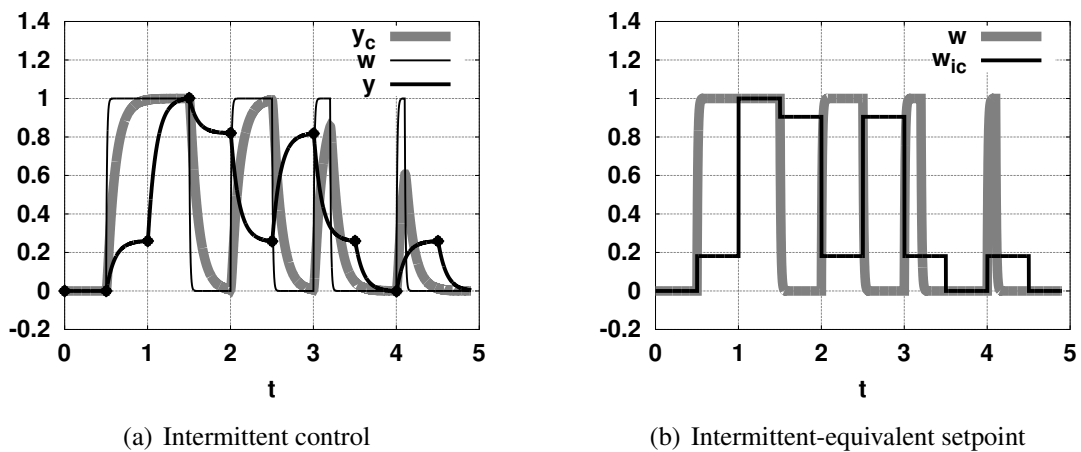 1.4
1.2
1
0.8
0.6
0.4
0.2
0
-0.2
0 1 2 3 4 5
t
y_c
w
y
(a) Intermittent control
1.4
1.2
1
0.8
0.6
0.4
0.2
0
-0.2
0 1 2 3 4 5
t
w
w_ic
(b) Intermittent-equivalent setpoint